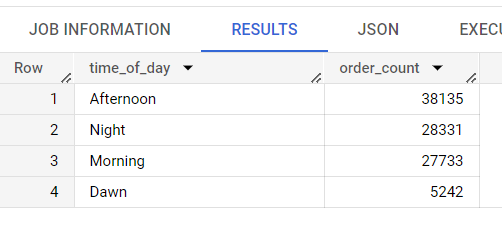 JOB INFORMATION RESULTS JSON EXECU
Row time_of_day order_count
1 Afternoon 38135
2 Night 28331
3 Morning 27733
4 Dawn 5242